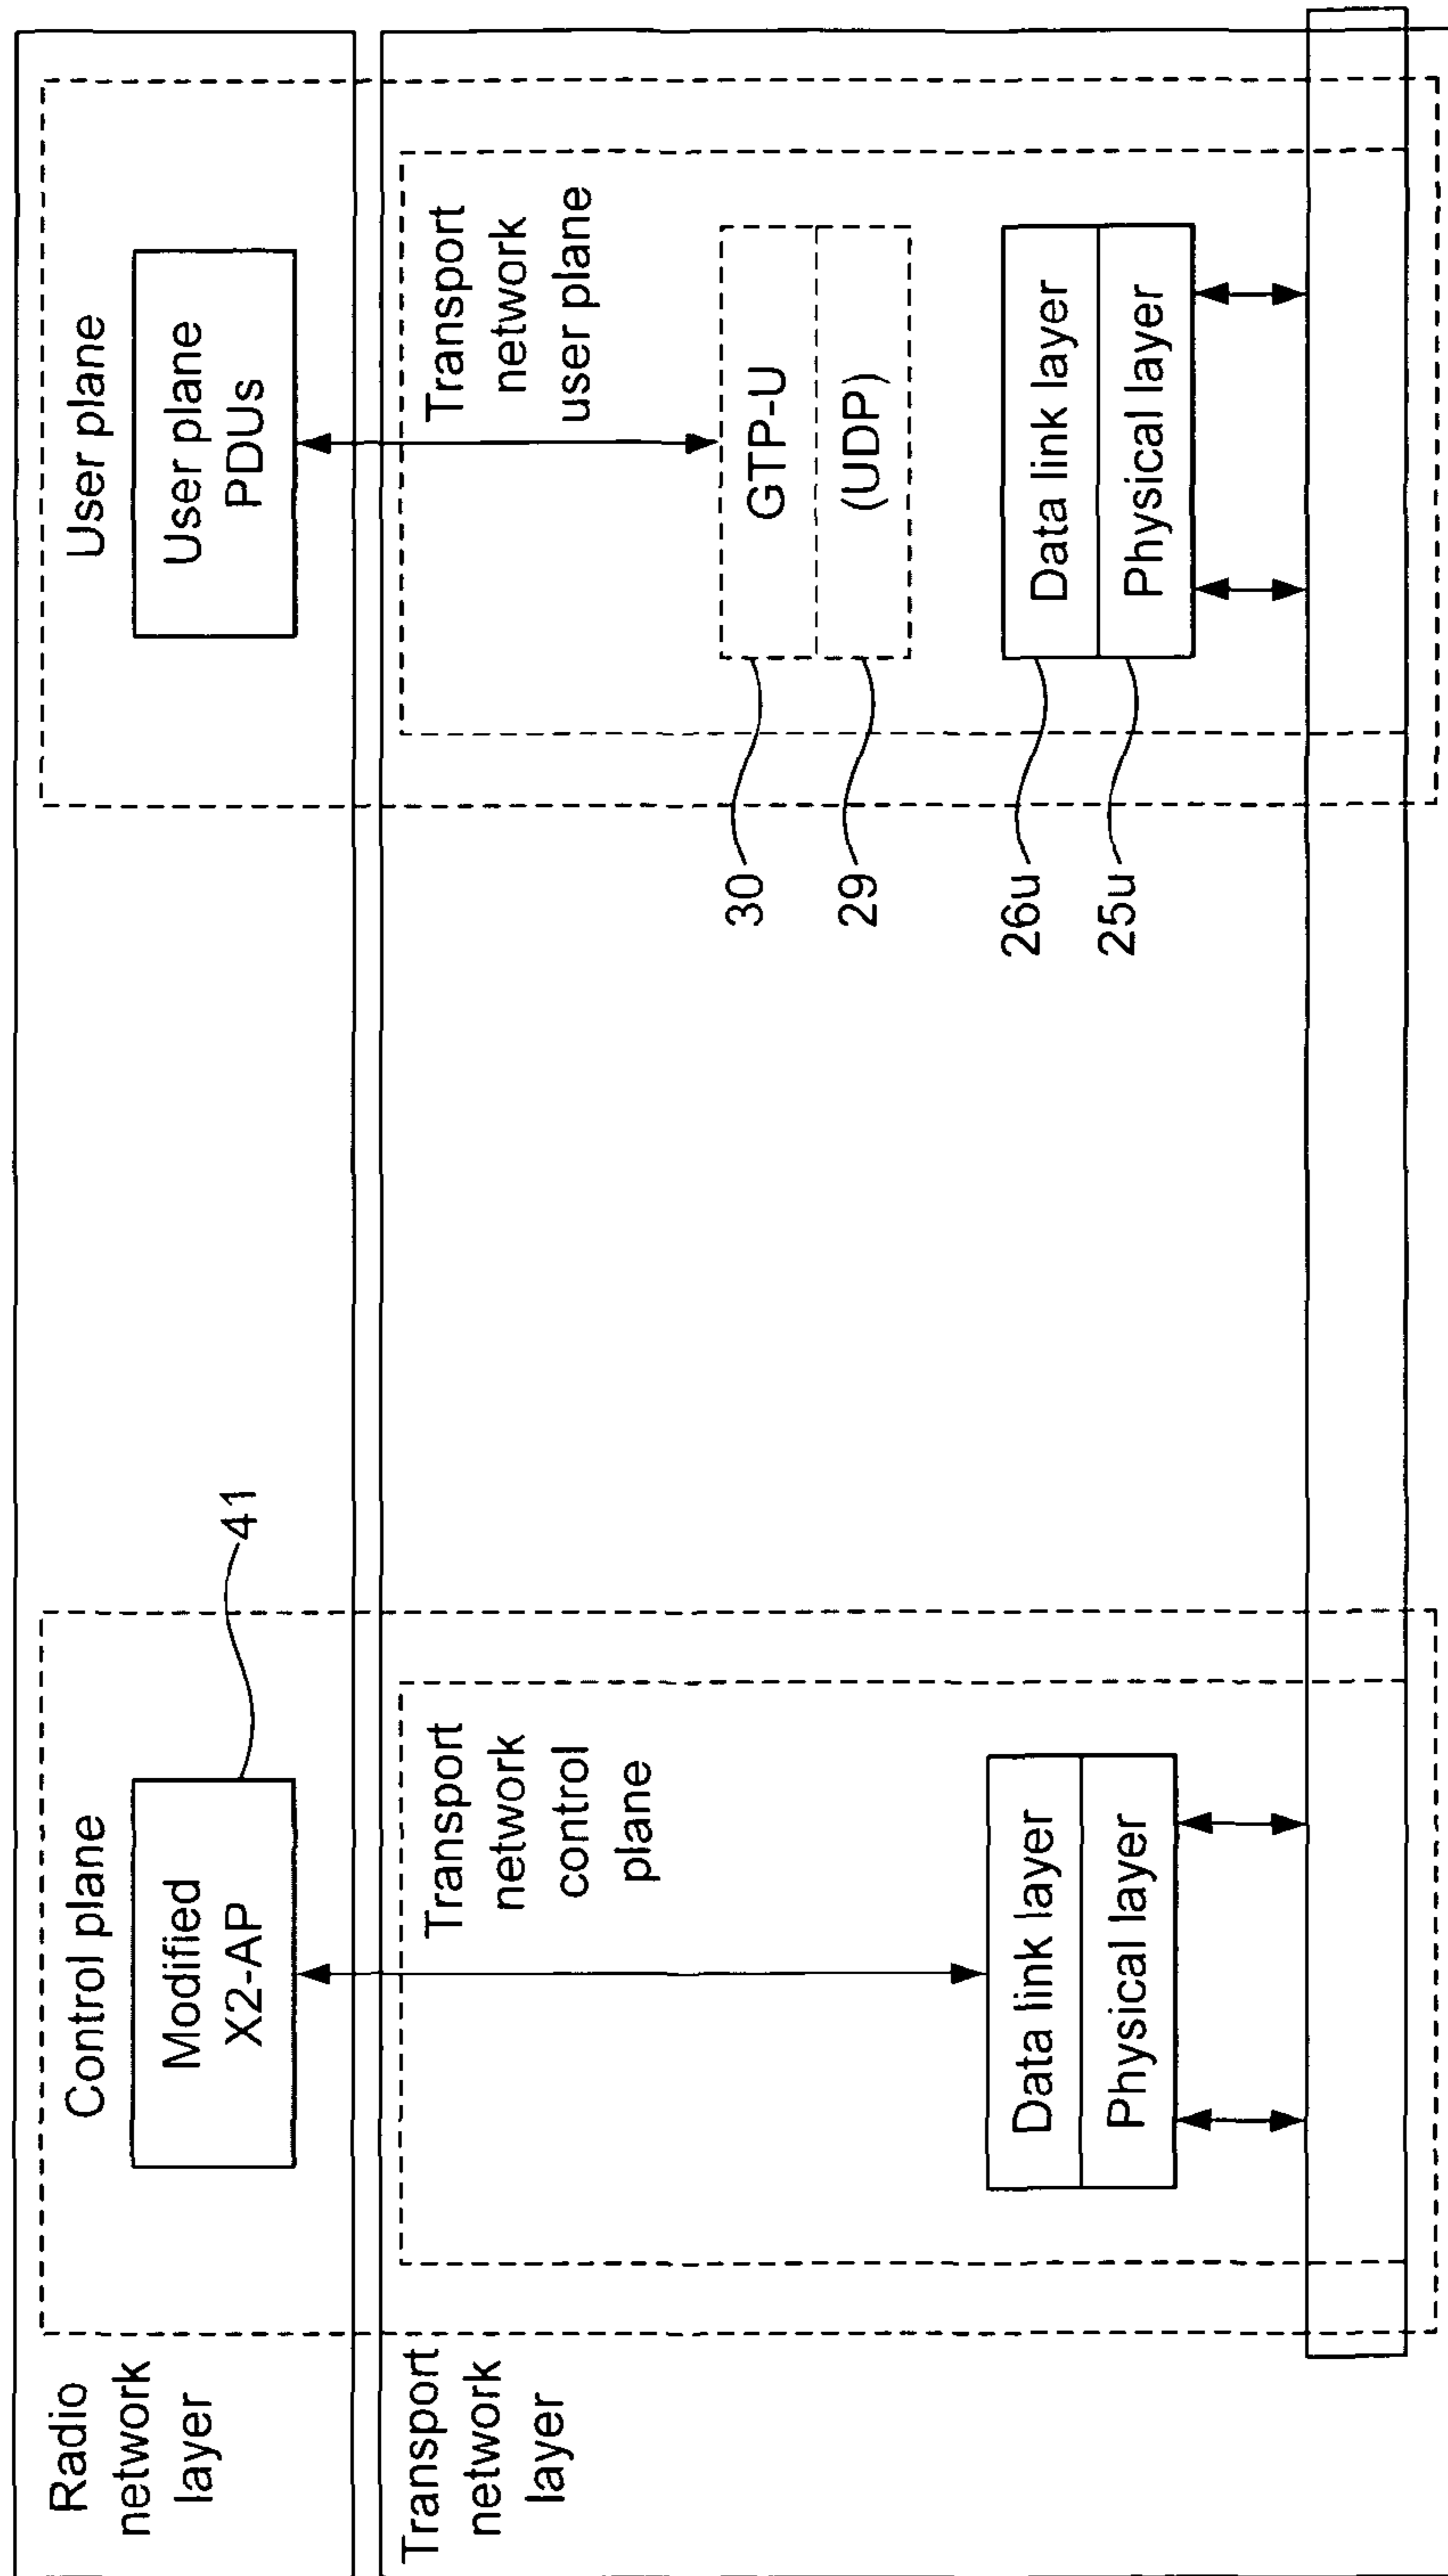 Radio
network
layer
Control plane
Modified
X2-AP
41
User plane
User plane
PDUs
Transport
network
layer
Transport
network
control
plane
Data link layer
Physical layer
Transport
network
user plane
GTP-U
(UDP)
30
29
Data link layer
Physical layer
26u
25u